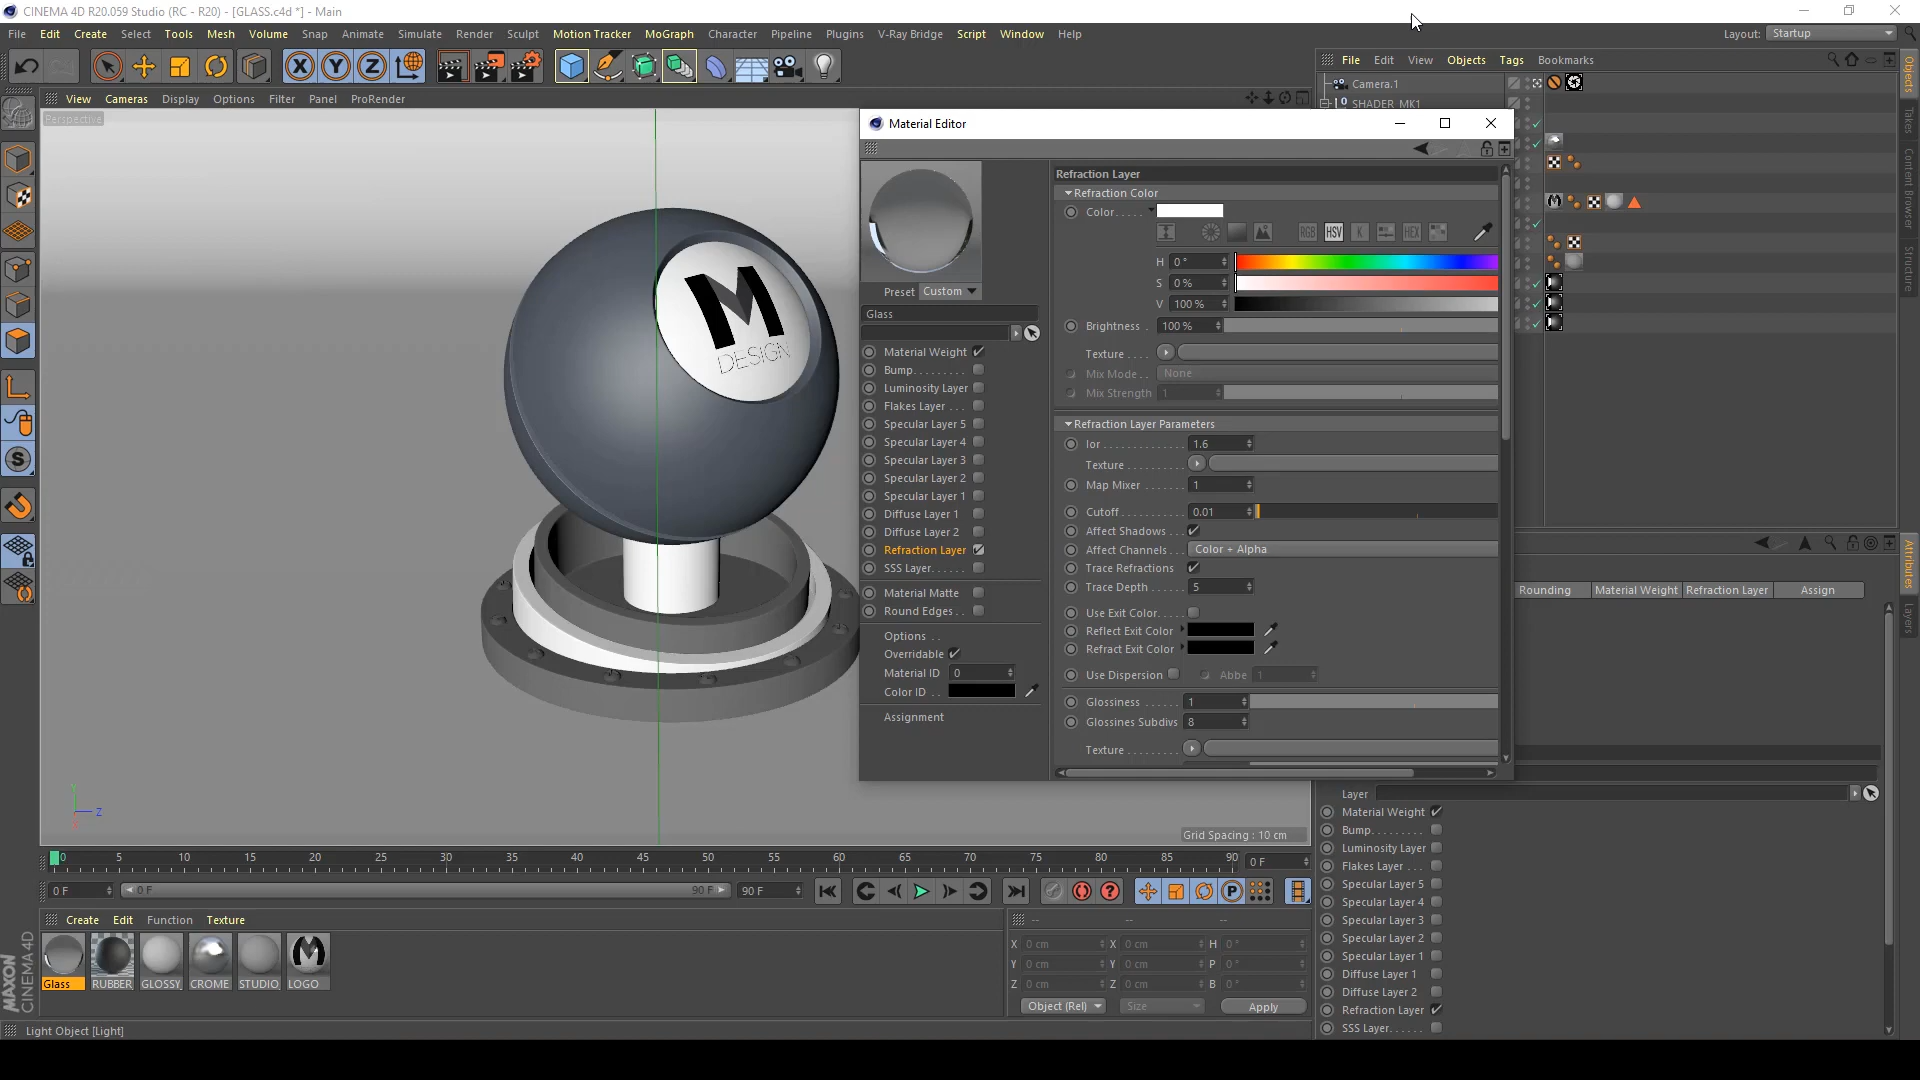 CINEMA 4D R20.059 Studio (RC - R20) - [GLASS.c4d *] - Main
File Edit Create Select Tools Mesh Volume Snap Animate Simulate Render Sculpt Motion Tracker MoGraph Character Pipeline Plugins V-Ray Bridge Script Window Help Layout: Startup
File Edit View Objects Tags Bookmarks
View Cameras Display Options Filter Panel ProRender
Camera.1
SHADER_MK1
Perspective
Material Editor
Refraction Layer
Refraction Color
Color
RGB HSV K HEX
H 0 °
S 0 %
V 100 %
Preset Custom
Glass
Brightness 100 %
Texture
Mix Mode None
Mix Strength 1
Refraction Layer Parameters
Ior 1.6
Texture
Map Mixer 1
Cutoff 0.01
Affect Shadows
Affect Channels Color + Alpha
Trace Refractions
Trace Depth 5
Use Exit Color
Reflect Exit Color
Refract Exit Color
Use Dispersion Abbe 1
Glossiness 1
Glossines Subdivs 8
Texture
Material Weight
Bump
Luminosity Layer
Flakes Layer
Specular Layer 5
Specular Layer 4
Specular Layer 3
Specular Layer 2
Specular Layer 1
Diffuse Layer 1
Diffuse Layer 2
Refraction Layer
SSS Layer
Material Matte
Round Edges
Options
Overridable
Material ID 0
Color ID
Assignment
M
DESIGN
Y
Z
Grid Spacing : 10 cm
Objects
Takes
Content Browser
Structure
Attributes
Layers
Rounding Material Weight Refraction Layer Assign
Layer
Material Weight
Bump
Luminosity Layer
Flakes Layer
Specular Layer 5
Specular Layer 4
Specular Layer 3
Specular Layer 2
Specular Layer 1
Diffuse Layer 1
Diffuse Layer 2
Refraction Layer
SSS Layer
0 5 10 15 20 25 30 35 40 45 50 55 60 65 70 75 80 85 90 0 F
0 F 0 F 90 F 90 F
Create Edit Function Texture
Glass RUBBER GLOSSY CROME STUDIO LOGO
-- -- --
X 0 cm X 0 cm H 0 °
Y 0 cm Y 0 cm P 0 °
Z 0 cm Z 0 cm B 0 °
Object (Rel) Size Apply
MAXON
CINEMA 4D
Light Object [Light]